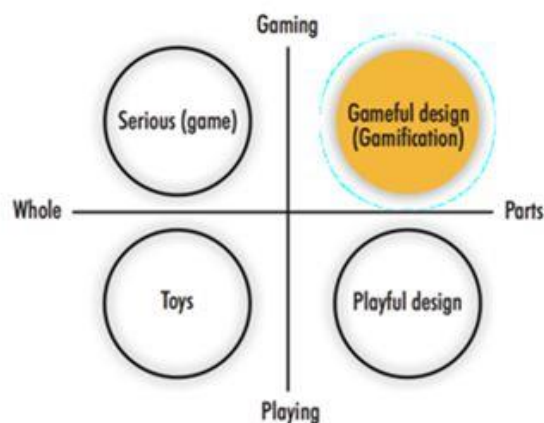 Gaming
Serious (game)
Gameful design
(Gamification)
Whole
Parts
Toys
Playful design
Playing